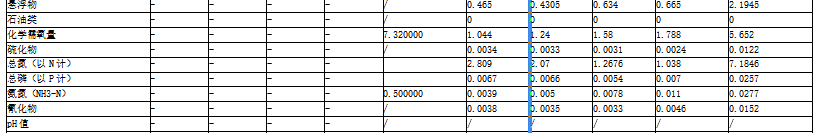 悬浮物 - - - - / 0.465 0.4305 0.634 0.665 2.1945
石油类 - - - - / 0 0 0 0 0
化学需氧量 - - - - 7.320000 1.044 1.24 1.58 1.788 5.652
硫化物 - - - - / 0.0034 0.0033 0.0031 0.0024 0.0122
总氮（以 N 计） - - - - 2.809 2.07 1.2676 1.038 7.1846
总磷（以 P 计） - - - - 0.0067 0.0066 0.0054 0.007 0.0257
氨氮（NH3-N） - - - - 0.500000 0.0039 0.005 0.0078 0.011 0.0277
氰化物 - - - - / 0.0038 0.0035 0.0033 0.0046 0.0152
pH 值 - - - - / / / / / /